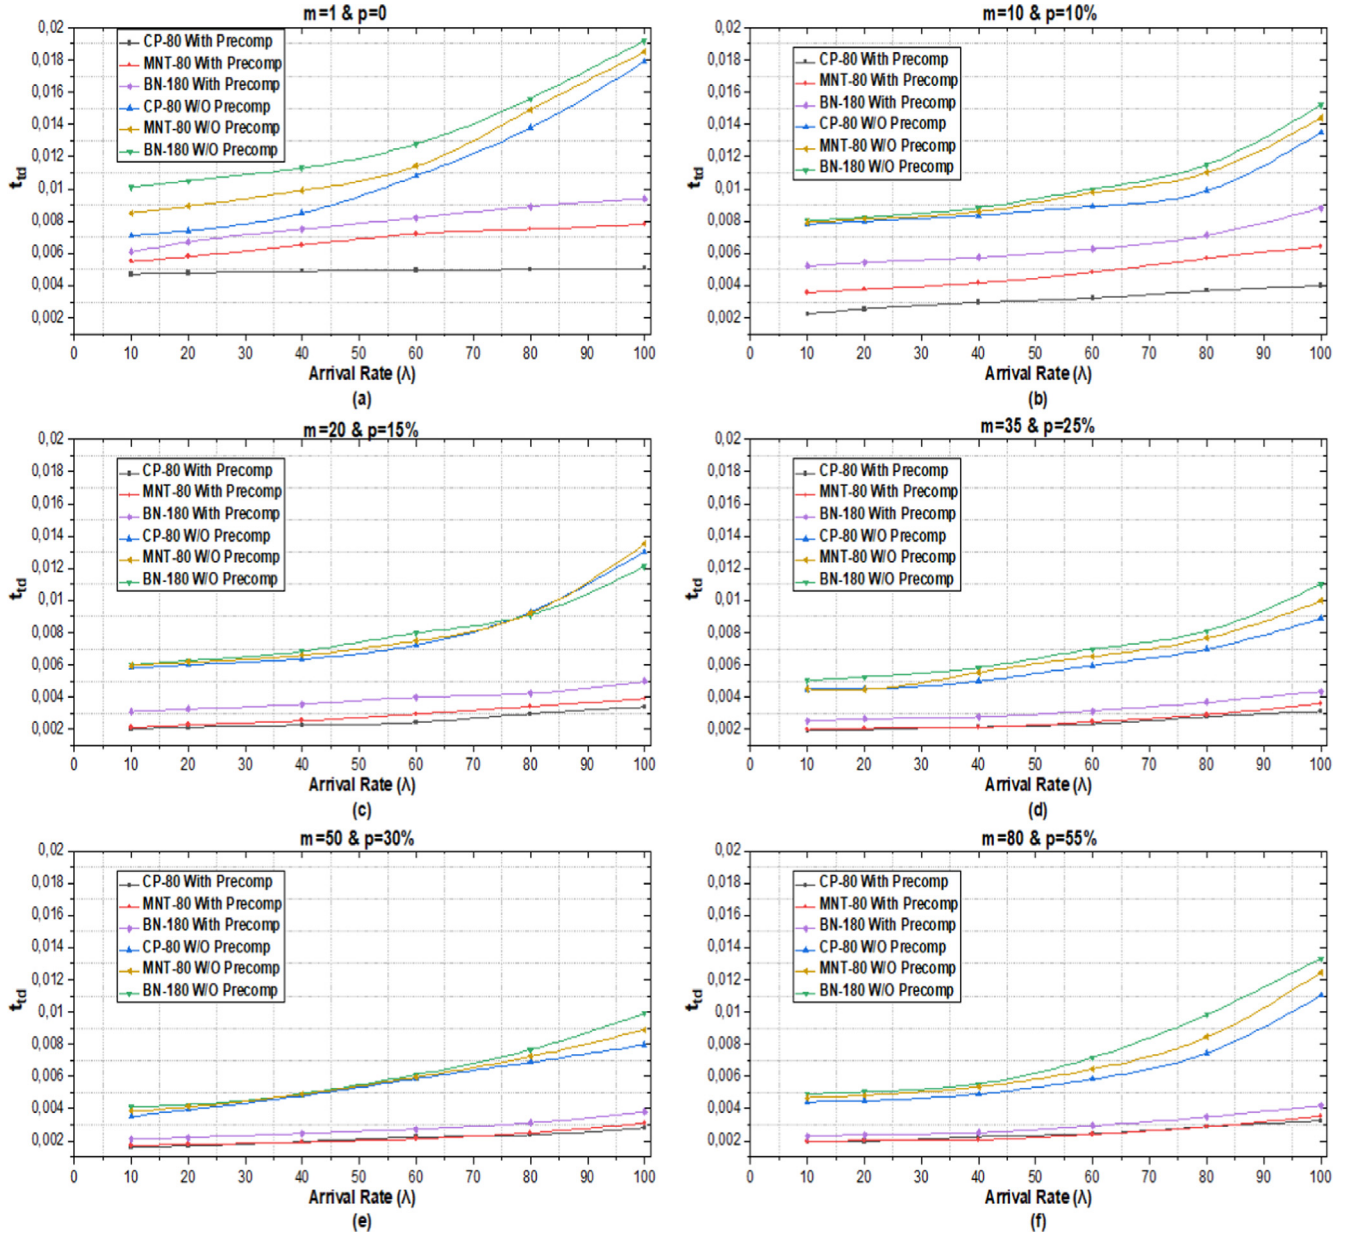 m=1 & p=0
0,02
0,018
0,016
0,014
0,012
0,01
0,008
0,006
0,004
0,002
t_td
CP-80 With Precomp
MNT-80 With Precomp
BN-180 With Precomp
CP-80 W/O Precomp
MNT-80 W/O Precomp
BN-180 W/O Precomp
0 10 20 30 40 50 60 70 80 90 100
Arrival Rate (λ)
(a)
m=10 & p=10%
0,02
0,018
0,016
0,014
0,012
0,01
0,008
0,006
0,004
0,002
t_td
CP-80 With Precomp
MNT-80 With Precomp
BN-180 With Precomp
CP-80 W/O Precomp
MNT-80 W/O Precomp
BN-180 W/O Precomp
0 10 20 30 40 50 60 70 80 90 100
Arrival Rate (λ)
(b)
m=20 & p=15%
0,02
0,018
0,016
0,014
0,012
0,01
0,008
0,006
0,004
0,002
t_td
CP-80 With Precomp
MNT-80 With Precomp
BN-180 With Precomp
CP-80 W/O Precomp
MNT-80 W/O Precomp
BN-180 W/O Precomp
0 10 20 30 40 50 60 70 80 90 100
Arrival Rate (λ)
(c)
m=35 & p=25%
0,02
0,018
0,016
0,014
0,012
0,01
0,008
0,006
0,004
0,002
t_td
CP-80 With Precomp
MNT-80 With Precomp
BN-180 With Precomp
CP-80 W/O Precomp
MNT-80 W/O Precomp
BN-180 W/O Precomp
0 10 20 30 40 50 60 70 80 90 100
Arrival Rate (λ)
(d)
m=50 & p=30%
0,02
0,018
0,016
0,014
0,012
0,01
0,008
0,006
0,004
0,002
t_td
CP-80 With Precomp
MNT-80 With Precomp
BN-180 With Precomp
CP-80 W/O Precomp
MNT-80 W/O Precomp
BN-180 W/O Precomp
0 10 20 30 40 50 60 70 80 90 100
Arrival Rate (λ)
(e)
m=80 & p=55%
0,02
0,018
0,016
0,014
0,012
0,01
0,008
0,006
0,004
0,002
t_td
CP-80 With Precomp
MNT-80 With Precomp
BN-180 With Precomp
CP-80 W/O Precomp
MNT-80 W/O Precomp
BN-180 W/O Precomp
0 10 20 30 40 50 60 70 80 90 100
Arrival Rate (λ)
(f)